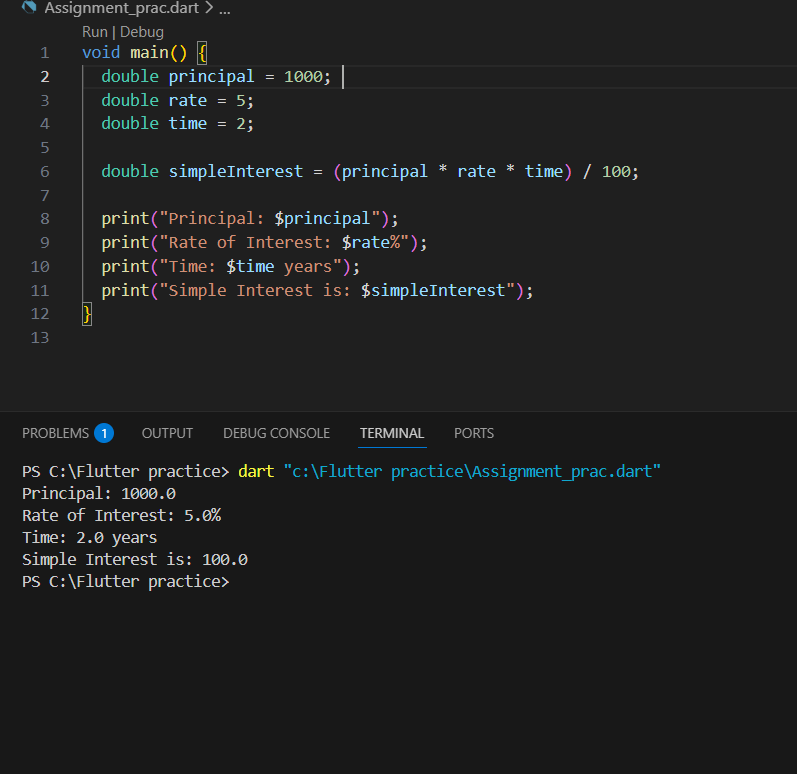 Assignment_prac.dart > ...
Run | Debug
1 void main() {
2   double principal = 1000;
3   double rate = 5;
4   double time = 2;
5
6   double simpleInterest = (principal * rate * time) / 100;
7
8   print("Principal: $principal");
9   print("Rate of Interest: $rate%");
10   print("Time: $time years");
11   print("Simple Interest is: $simpleInterest");
12 }
13
PROBLEMS 1 OUTPUT DEBUG CONSOLE TERMINAL PORTS
PS C:\Flutter practice> dart "c:\Flutter practice\Assignment_prac.dart"
Principal: 1000.0
Rate of Interest: 5.0%
Time: 2.0 years
Simple Interest is: 100.0
PS C:\Flutter practice>